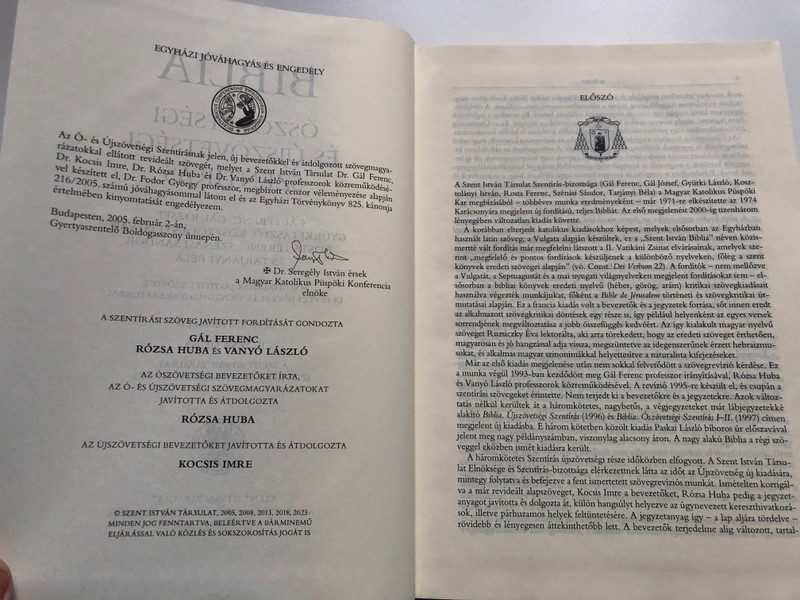 EGYHÁZI JÓVÁHAGYÁS ÉS ENGEDÉLY
Az Ó- és Újszövetségi Szentírásnak jelen, új bevezetőkkel és átdolgozott szövegmagya-
rázatokkal ellátott revideált szövegét, melyet a Szent István Társulat Dr. Gál Ferenc,
Dr. Kocsis Imre, Dr. Rózsa Huba és Dr. Vanyó László professzorok közreműködésé-
vel készített el, Dr. Fodor György professzor, megbízott cenzor véleményezése alapján
216/2005. számú jóváhagyásommal látom el és az Egyházi Törvénykönyv 825. kánonja
értelmében kinyomtatását engedélyezem.
Budapesten, 2005. február 2-án,
Gyertyaszentelő Boldogasszony ünnepén.
✠ Dr. Seregély István érsek
a Magyar Katolikus Püspöki Konferencia
elnöke
A SZENTÍRÁSI SZÖVEG JAVÍTOTT FORDÍTÁSÁT GONDOZTA
GÁL FERENC
RÓZSA HUBA ÉS VANYÓ LÁSZLÓ
AZ ÓSZÖVETSÉGI BEVEZETŐKET ÍRTA,
AZ Ó- ÉS ÚJSZÖVETSÉGI SZÖVEGMAGYARÁZATOKAT
JAVÍTOTTA ÉS ÁTDOLGOZTA
RÓZSA HUBA
AZ ÚJSZÖVETSÉGI BEVEZETŐKET JAVÍTOTTA ÉS ÁTDOLGOZTA
KOCSIS IMRE
© SZENT ISTVÁN TÁRSULAT, 2005, 2008, 2013, 2018, 2023
MINDEN JOG FENNTARTVA, BELEÉRTVE A BÁRMINEMŰ
ELJÁRÁSSAL VALÓ KÖZLÉS ÉS SOKSZOROSÍTÁS JOGÁT IS
ELŐSZÓ
A Szent István Társulat Szentírás-bizottsága (Gál Ferenc, Gál József, Gyürki László, Kosz-
tolányi István, Rosta Ferenc, Szénási Sándor, Tarjányi Béla) a Magyar Katolikus Püspöki
Kar megbízásából – többéves munka eredményeként – már 1971-re elkészítette az 1974
Karácsonyára megjelent új fordítású, teljes Bibliát. Az első megjelenést 2000-ig tizenhárom
lényegében változatlan kiadás követte.
A korábban elterjedt katolikus kiadásokhoz képest, melyek elsősorban az Egyházban
használt latin szöveg, a Vulgata alapján készültek, ez a „Szent István Biblia” néven közis-
mertté vált fordítás már megfelelni látszott a II. Vatikáni Zsinat elvárásainak, amelyek sze-
rint „megfelelő és pontos fordítások készüljenek a különböző nyelveken, főleg a szent
könyvek eredeti szövegei alapján” (vö. Const. Dei Verbum 22). A fordítók – nem mellőzve
a Vulgatát, a Septuagintát és a mai nyugati világnyelveken megjelent fordításokat sem – el-
sősorban a bibliai könyvek eredeti nyelvű (héber, görög, arám) kritikai szövegkiadásait
használva végezték munkájukat, főként a Bible de Jérusalem történeti és szövegkritikai út-
mutatásai alapján. Ez a francia kiadás volt a bevezetők és a jegyzetek forrása, sőt innen ered
az alkalmazott szövegkritikai döntések egy része is, így például helyenként az egyes versek
sorrendjének megváltoztatása a jobb összefüggés kedvéért. Az így kialakult magyar nyelvű
szöveget Ruzsiczky Éva lektorálta, aki arra törekedett, hogy az eredeti szöveget érthetően,
magyarosan és jó hangzással adja vissza, megszüntetve az idegenszerűnek érzett hebraizmu-
sokat, és alkalmas magyar szinonimákkal helyettesítve a naturalista kifejezéseket.
Már az első kiadás megjelenése után nem sokkal felvetődött a szövegrevízió kérdése. Ez
a munka végül 1993-ban kezdődött meg Gál Ferenc professzor irányításával, Rózsa Huba
és Vanyó László professzorok közreműködésével. A revízió 1995-re készült el, és csupán a
szentírási szövegeket érintette. Nem terjedt ki a bevezetőkre és a jegyzetekre. Azok válto-
zatás nélkül kerültek át a háromkötetes, nagybetűs, a végjegyzeteket már lábjegyzetekké
alakító Biblia. Újszövetségi Szentírás (1996) és Biblia. Ószövetségi Szentírás I–II. (1997) címen
megjelent új kiadásba. E három kötetben közölt kiadás Paskai László bíboros úr előszavával
jelent meg nagy példányszámban, viszonylag alacsony áron. A nagy alakú Biblia a régi szö-
veggel eközben ismét kiadásra került.
A háromkötetes Szentírás újszövetségi része időközben elfogyott. A Szent István Társu-
lat Elnöksége és Szentírás-bizottsága elérkezettnek látta az időt az Újszövetség új kiadására,
mintegy folytatva és befejezve a fent ismertetett szövegrevíziós munkát. Ismételten korrigál-
va a már revideált alapszöveget, Kocsis Imre a bevezetőket, Rózsa Huba pedig a jegyzet-
anyagot javította és dolgozta át, külön hangsúlyt helyezve az úgynevezett kereszthivatkozá-
sok, illetve párhuzamos helyek feltüntetésére. A jegyzetanyag így – a lap aljára tördelve –
rövidebb és lényegesen áttekinthetőbb lett. A bevezetők terjedelme alig változott, tartal-